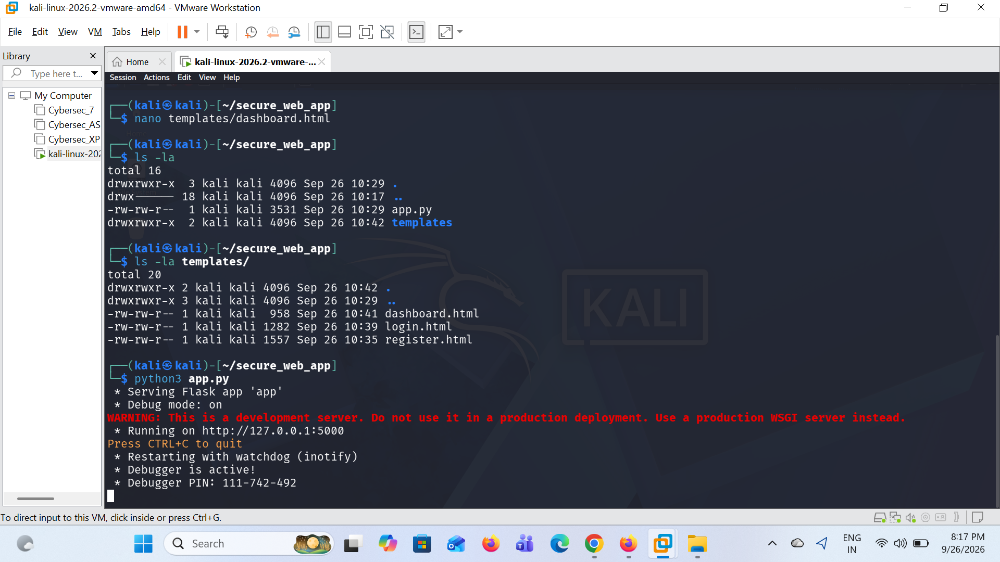 kali-linux-2026.2-vmware-amd64 - VMware Workstation
File Edit View VM Tabs Help
Library
Type here t...
My Computer
Cybersec_7
Cybersec_AS
Cybersec_XP
kali-linux-202
Home
kali-linux-2026.2-vmware-...
Session Actions Edit View Help
┌──(kali㉿kali)-[~/secure_web_app]
└─$ nano templates/dashboard.html
┌──(kali㉿kali)-[~/secure_web_app]
└─$ ls -la
total 16
drwxrwxr-x  3 kali kali 4096 Sep 26 10:29 .
drwx------ 18 kali kali 4096 Sep 26 10:17 ..
-rw-rw-r--  1 kali kali 3531 Sep 26 10:29 app.py
drwxrwxr-x  2 kali kali 4096 Sep 26 10:42 templates
┌──(kali㉿kali)-[~/secure_web_app]
└─$ ls -la templates/
total 20
drwxrwxr-x 2 kali kali 4096 Sep 26 10:42 .
drwxrwxr-x 3 kali kali 4096 Sep 26 10:29 ..
-rw-rw-r-- 1 kali kali  958 Sep 26 10:41 dashboard.html
-rw-rw-r-- 1 kali kali 1282 Sep 26 10:39 login.html
-rw-rw-r-- 1 kali kali 1557 Sep 26 10:35 register.html
┌──(kali㉿kali)-[~/secure_web_app]
└─$ python3 app.py
* Serving Flask app 'app'
* Debug mode: on
WARNING: This is a development server. Do not use it in a production deployment. Use a production WSGI server instead.
* Running on http://127.0.0.1:5000
Press CTRL+C to quit
* Restarting with watchdog (inotify)
* Debugger is active!
* Debugger PIN: 111-742-492
KALI
To direct input to this VM, click inside or press Ctrl+G.
Search
ENG
IN
8:17 PM
9/26/2026